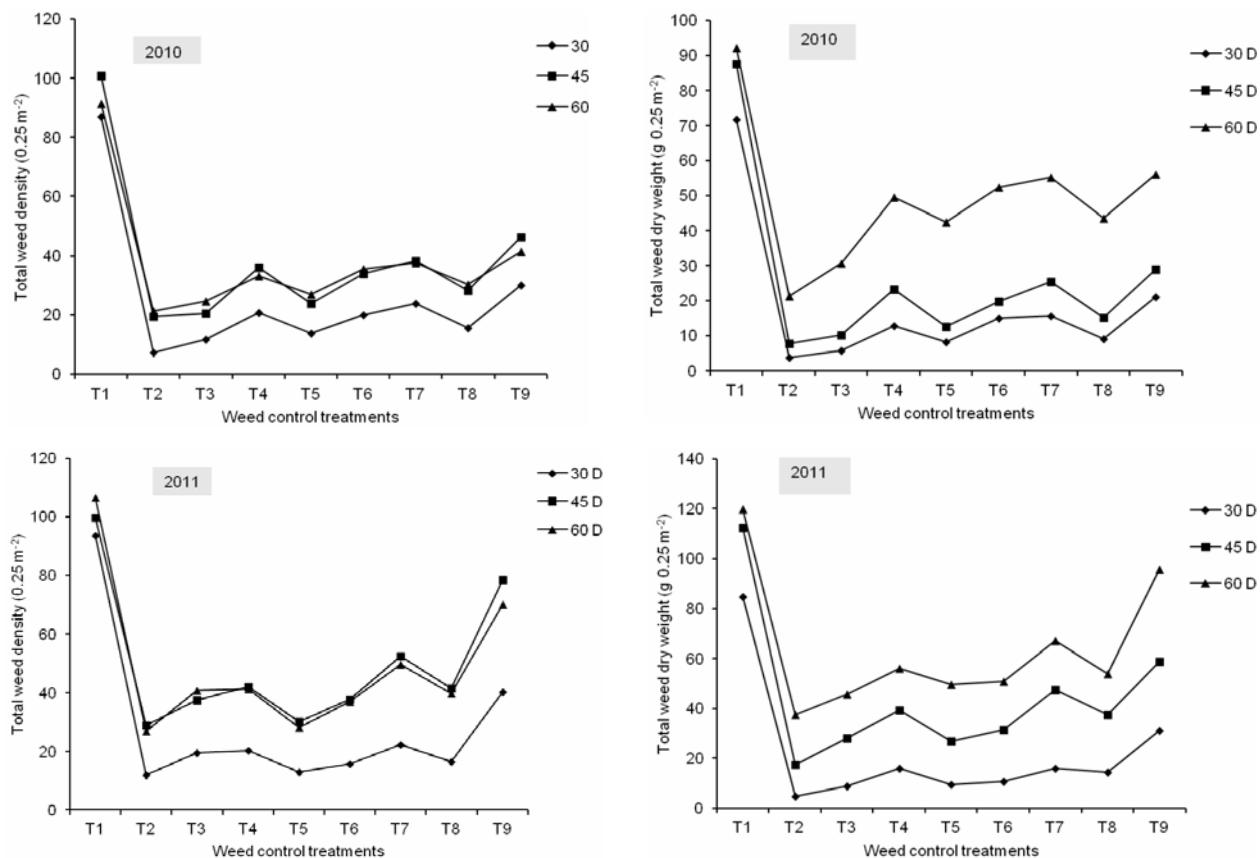 120
100
80
60
40
20
0
Total weed density (0.25 m⁻²)
2010
30
45
60
T1 T2 T3 T4 T5 T6 T7 T8 T9
Weed control treatments
100
90
80
70
60
50
40
30
20
10
0
Total weed dry weight (g 0.25 m⁻²)
2010
30 D
45 D
60 D
T1 T2 T3 T4 T5 T6 T7 T8 T9
Weed control treatments
120
100
80
60
40
20
0
Total weed density (0.25 m⁻²)
2011
30 D
45 D
60 D
T1 T2 T3 T4 T5 T6 T7 T8 T9
Weed control treatments
140
120
100
80
60
40
20
0
Total weed dry weight (g 0.25 m⁻²)
2011
30 D
45 D
60 D
T1 T2 T3 T4 T5 T6 T7 T8 T9
Weed control treatments